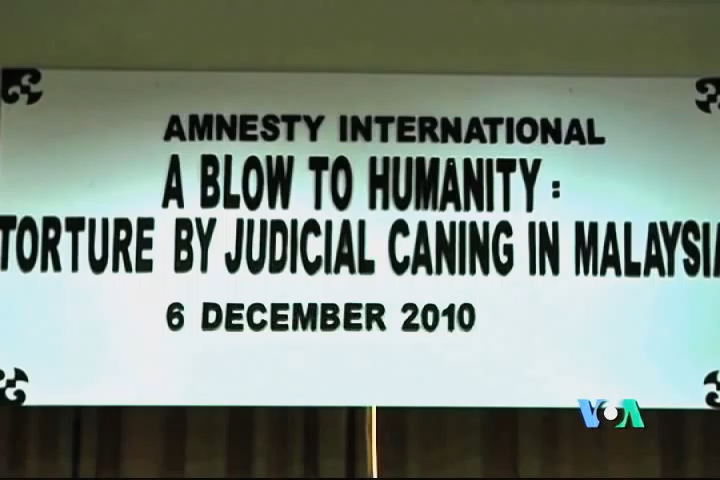 AMNESTY INTERNATIONAL
A BLOW TO HUMANITY :
TORTURE BY JUDICIAL CANING IN MALAYSIA
6 DECEMBER 2010
VOA